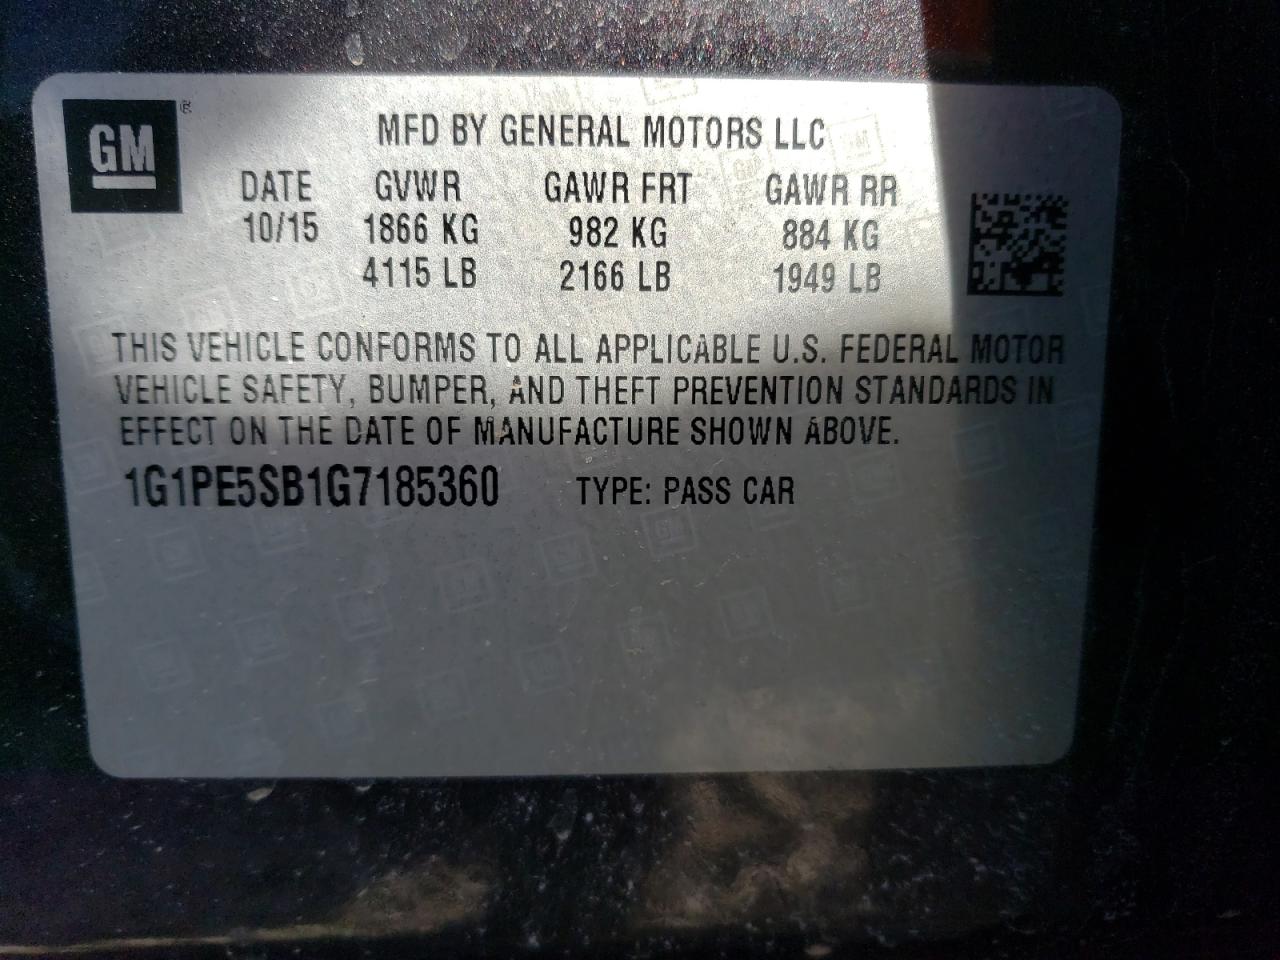 GM ®
MFD BY GENERAL MOTORS LLC
DATE GVWR GAWR FRT GAWR RR
10/15 1866 KG 982 KG 884 KG
4115 LB 2166 LB 1949 LB
THIS VEHICLE CONFORMS TO ALL APPLICABLE U.S. FEDERAL MOTOR
VEHICLE SAFETY, BUMPER, AND THEFT PREVENTION STANDARDS IN
EFFECT ON THE DATE OF MANUFACTURE SHOWN ABOVE.
1G1PE5SB1G7185360 TYPE: PASS CAR